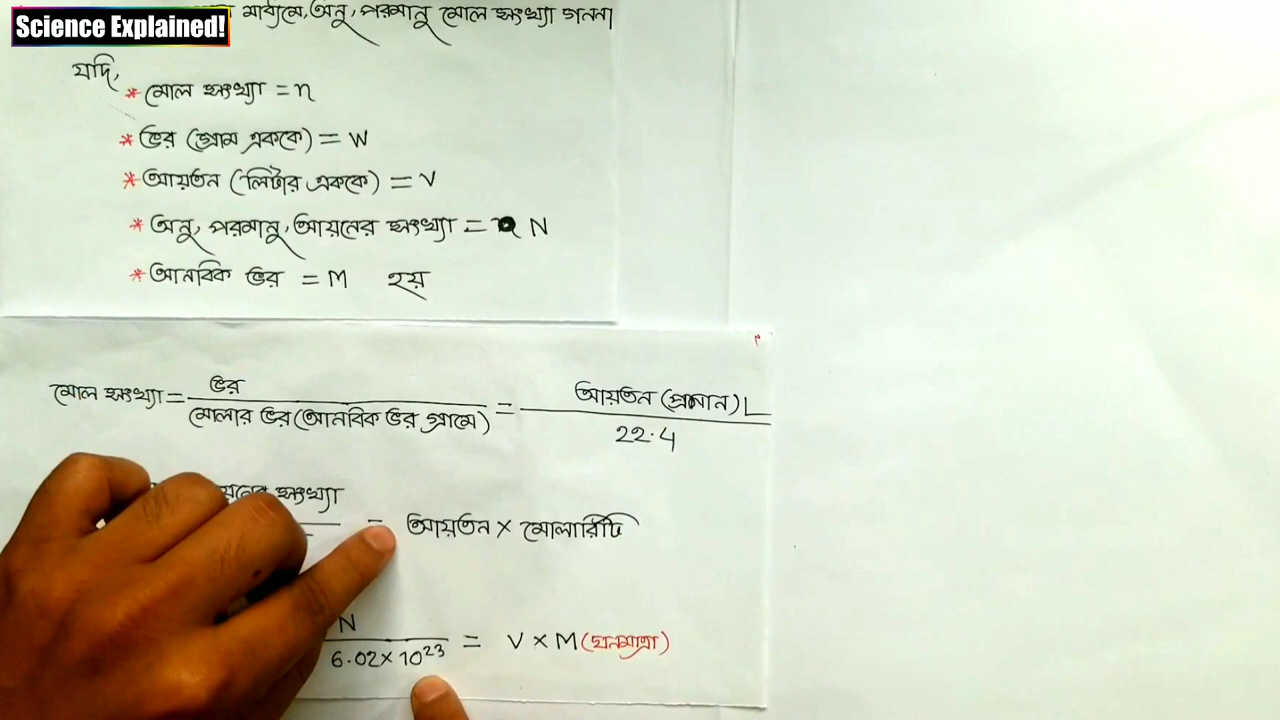 Science Explained!
মাধ্যমে, অনু, পরমানু মোল সংখ্যা গননা
যদি,
* মোল সংখ্যা = n
* ভর (গ্রাম এককে) = W
* আয়তন (লিটার এককে) = V
* অনু, পরমানু, আয়নের সংখ্যা = N
* আনবিক ভর = M হয়
মোল সংখ্যা = ভর / মোলার ভর (আনবিক ভর গ্রামে) = আয়তন (প্রমান) L / 22.4
সংখ্যা = আয়তন × মোলারিটি
N / 6.02 × 10²³ = V × M (ঘনমাত্রা)